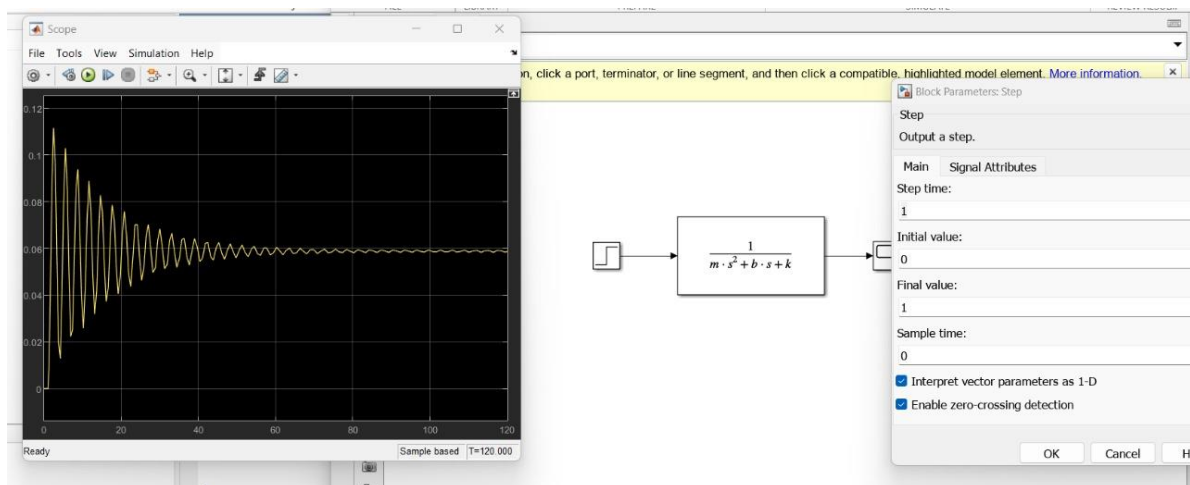 Scope
File Tools View Simulation Help
0.12
0.1
0.08
0.06
0.04
0.02
0
0 20 40 60 80 100 120
Ready Sample based T=120.000
on, click a port, terminator, or line segment, and then click a compatible, highlighted model element. More information.
1
m · s² + b · s + k
Block Parameters: Step
Step
Output a step.
Main Signal Attributes
Step time:
1
Initial value:
0
Final value:
1
Sample time:
0
Interpret vector parameters as 1-D
Enable zero-crossing detection
OK Cancel H